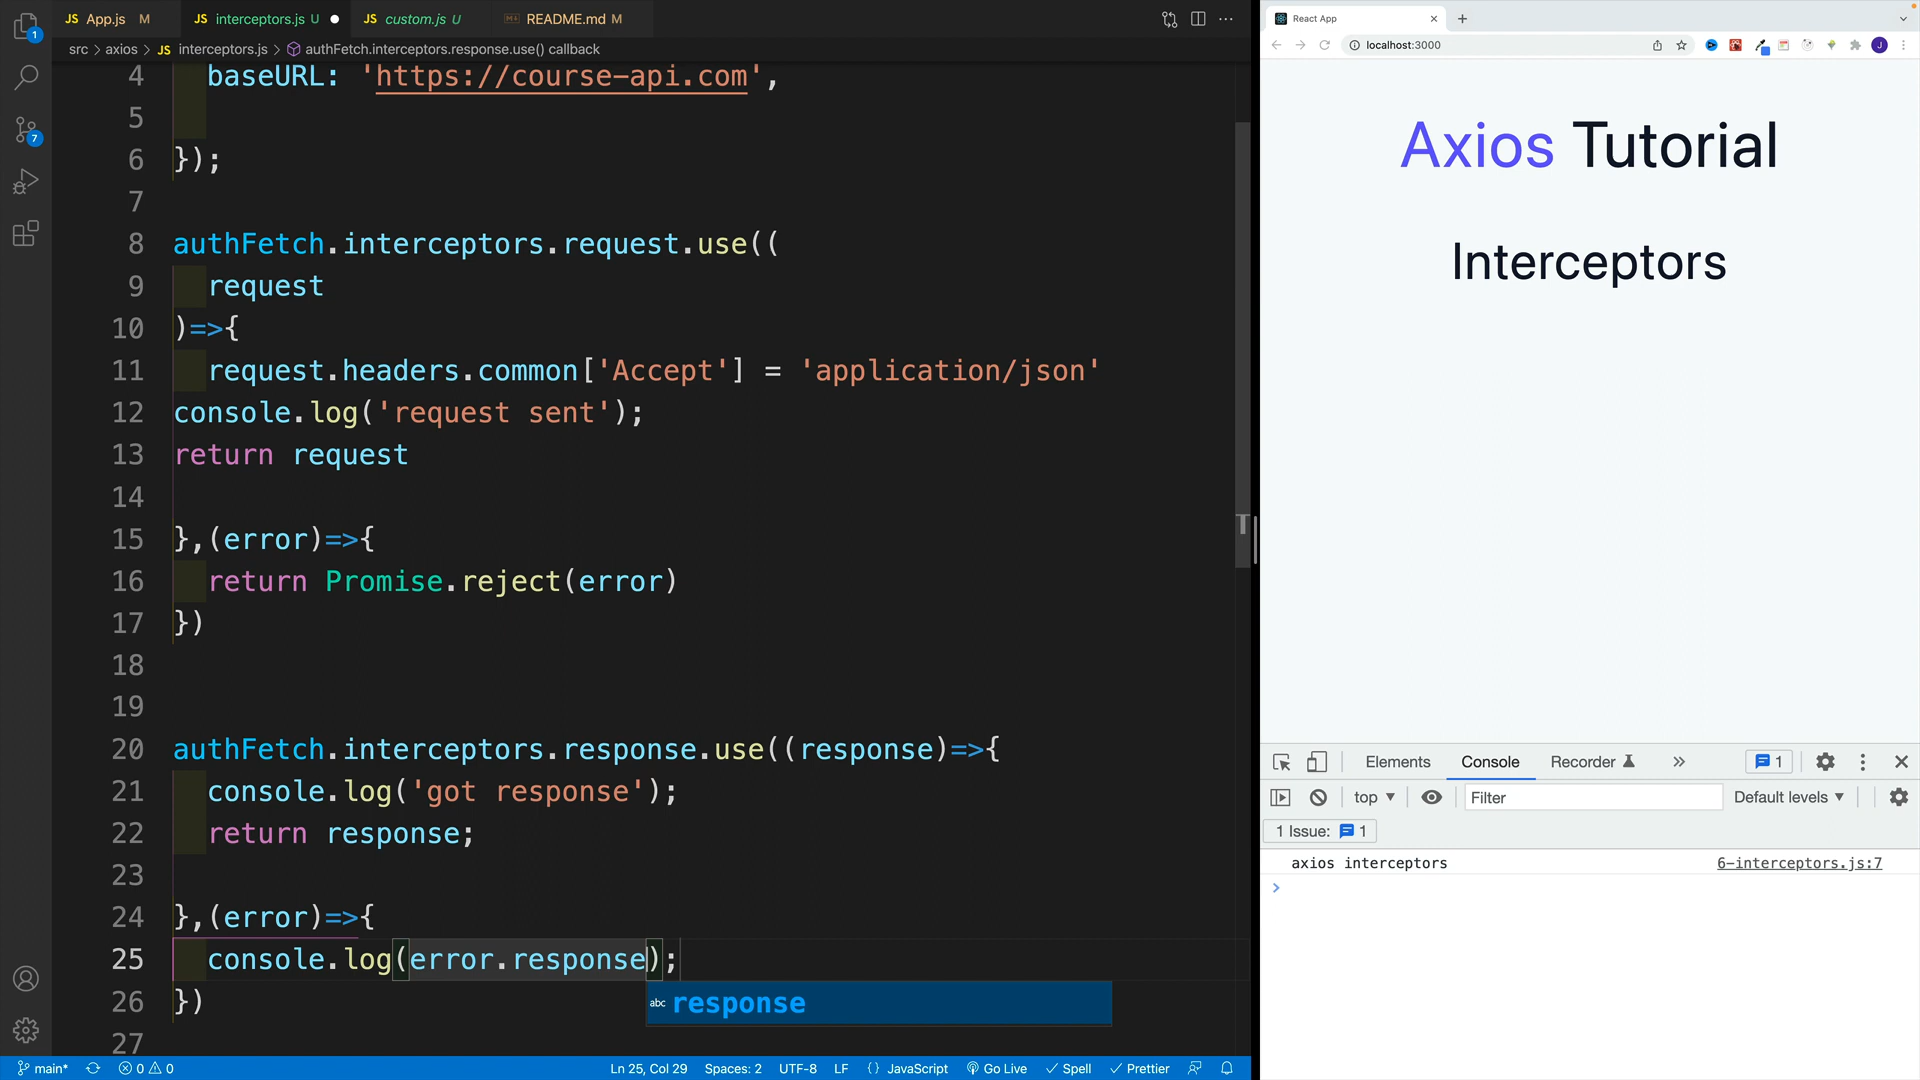 JS App.js M
JS interceptors.js U
JS custom.js U
README.md M
src > axios > JS interceptors.js > authFetch.interceptors.response.use() callback
4 baseURL: 'https://course-api.com',
5
6 });
7
8 authFetch.interceptors.request.use((
9 request
10 )=>{
11 request.headers.common['Accept'] = 'application/json'
12 console.log('request sent');
13 return request
14
15 },(error)=>{
16 return Promise.reject(error)
17 })
18
19
20 authFetch.interceptors.response.use((response)=>{
21 console.log('got response');
22 return response;
23
24 },(error)=>{
25 console.log(error.response);
26 })
abc response
27
1
7
main* 0 0 Ln 25, Col 29 Spaces: 2 UTF-8 LF {} JavaScript Go Live Spell Prettier
React App
localhost:3000
J
Axios Tutorial
Interceptors
Elements Console Recorder 1
top Filter Default levels
1 Issue: 1
axios interceptors 6-interceptors.js:7